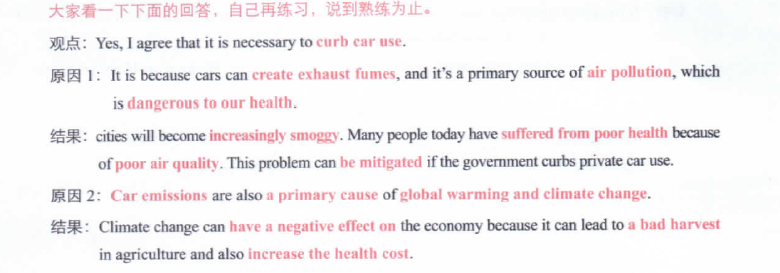 大家看一下下面的回答，自己再练习，说到熟练为止。
观点：Yes, I agree that it is necessary to curb car use.
原因 1：It is because cars can create exhaust fumes, and it's a primary source of air pollution, which
is dangerous to our health.
结果：cities will become increasingly smoggy. Many people today have suffered from poor health because
of poor air quality. This problem can be mitigated if the government curbs private car use.
原因 2：Car emissions are also a primary cause of global warming and climate change.
结果：Climate change can have a negative effect on the economy because it can lead to a bad harvest
in agriculture and also increase the health cost.